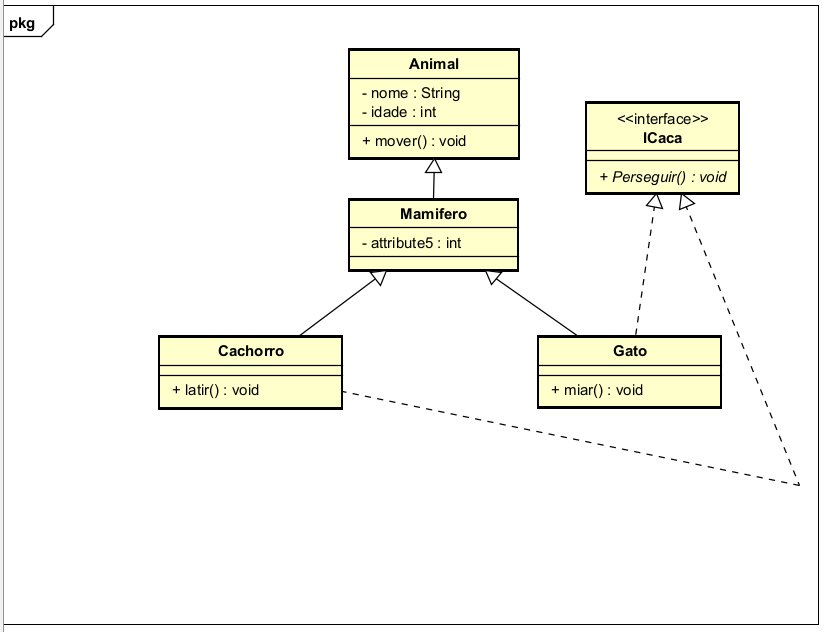 pkg
Animal
- nome : String
- idade : int
+ mover() : void
<<interface>>
ICaca
+ Perseguir() : void
Mamifero
- attribute5 : int
Cachorro
+ latir() : void
Gato
+ miar() : void